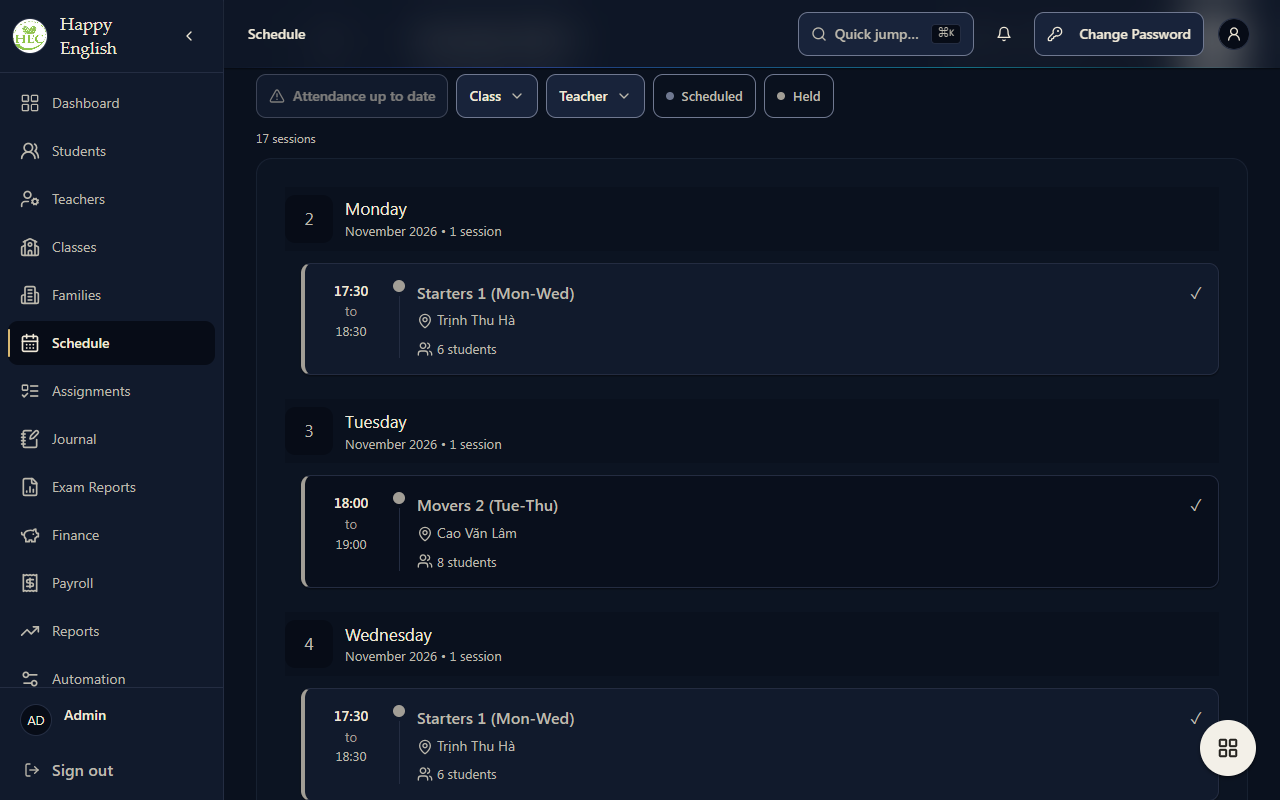 Happy
English
HEC
Dashboard
Students
Teachers
Classes
Families
Schedule
Assignments
Journal
Exam Reports
Finance
Payroll
Reports
Automation
AD
Admin
Sign out
Schedule
Quick jump...
⌘K
Change Password
Attendance up to date
Class
Teacher
Scheduled
Held
17 sessions
2
Monday
November 2026 • 1 session
17:30
to
18:30
Starters 1 (Mon-Wed)
Trịnh Thu Hà
6 students
3
Tuesday
November 2026 • 1 session
18:00
to
19:00
Movers 2 (Tue-Thu)
Cao Văn Lâm
8 students
4
Wednesday
November 2026 • 1 session
17:30
to
18:30
Starters 1 (Mon-Wed)
Trịnh Thu Hà
6 students